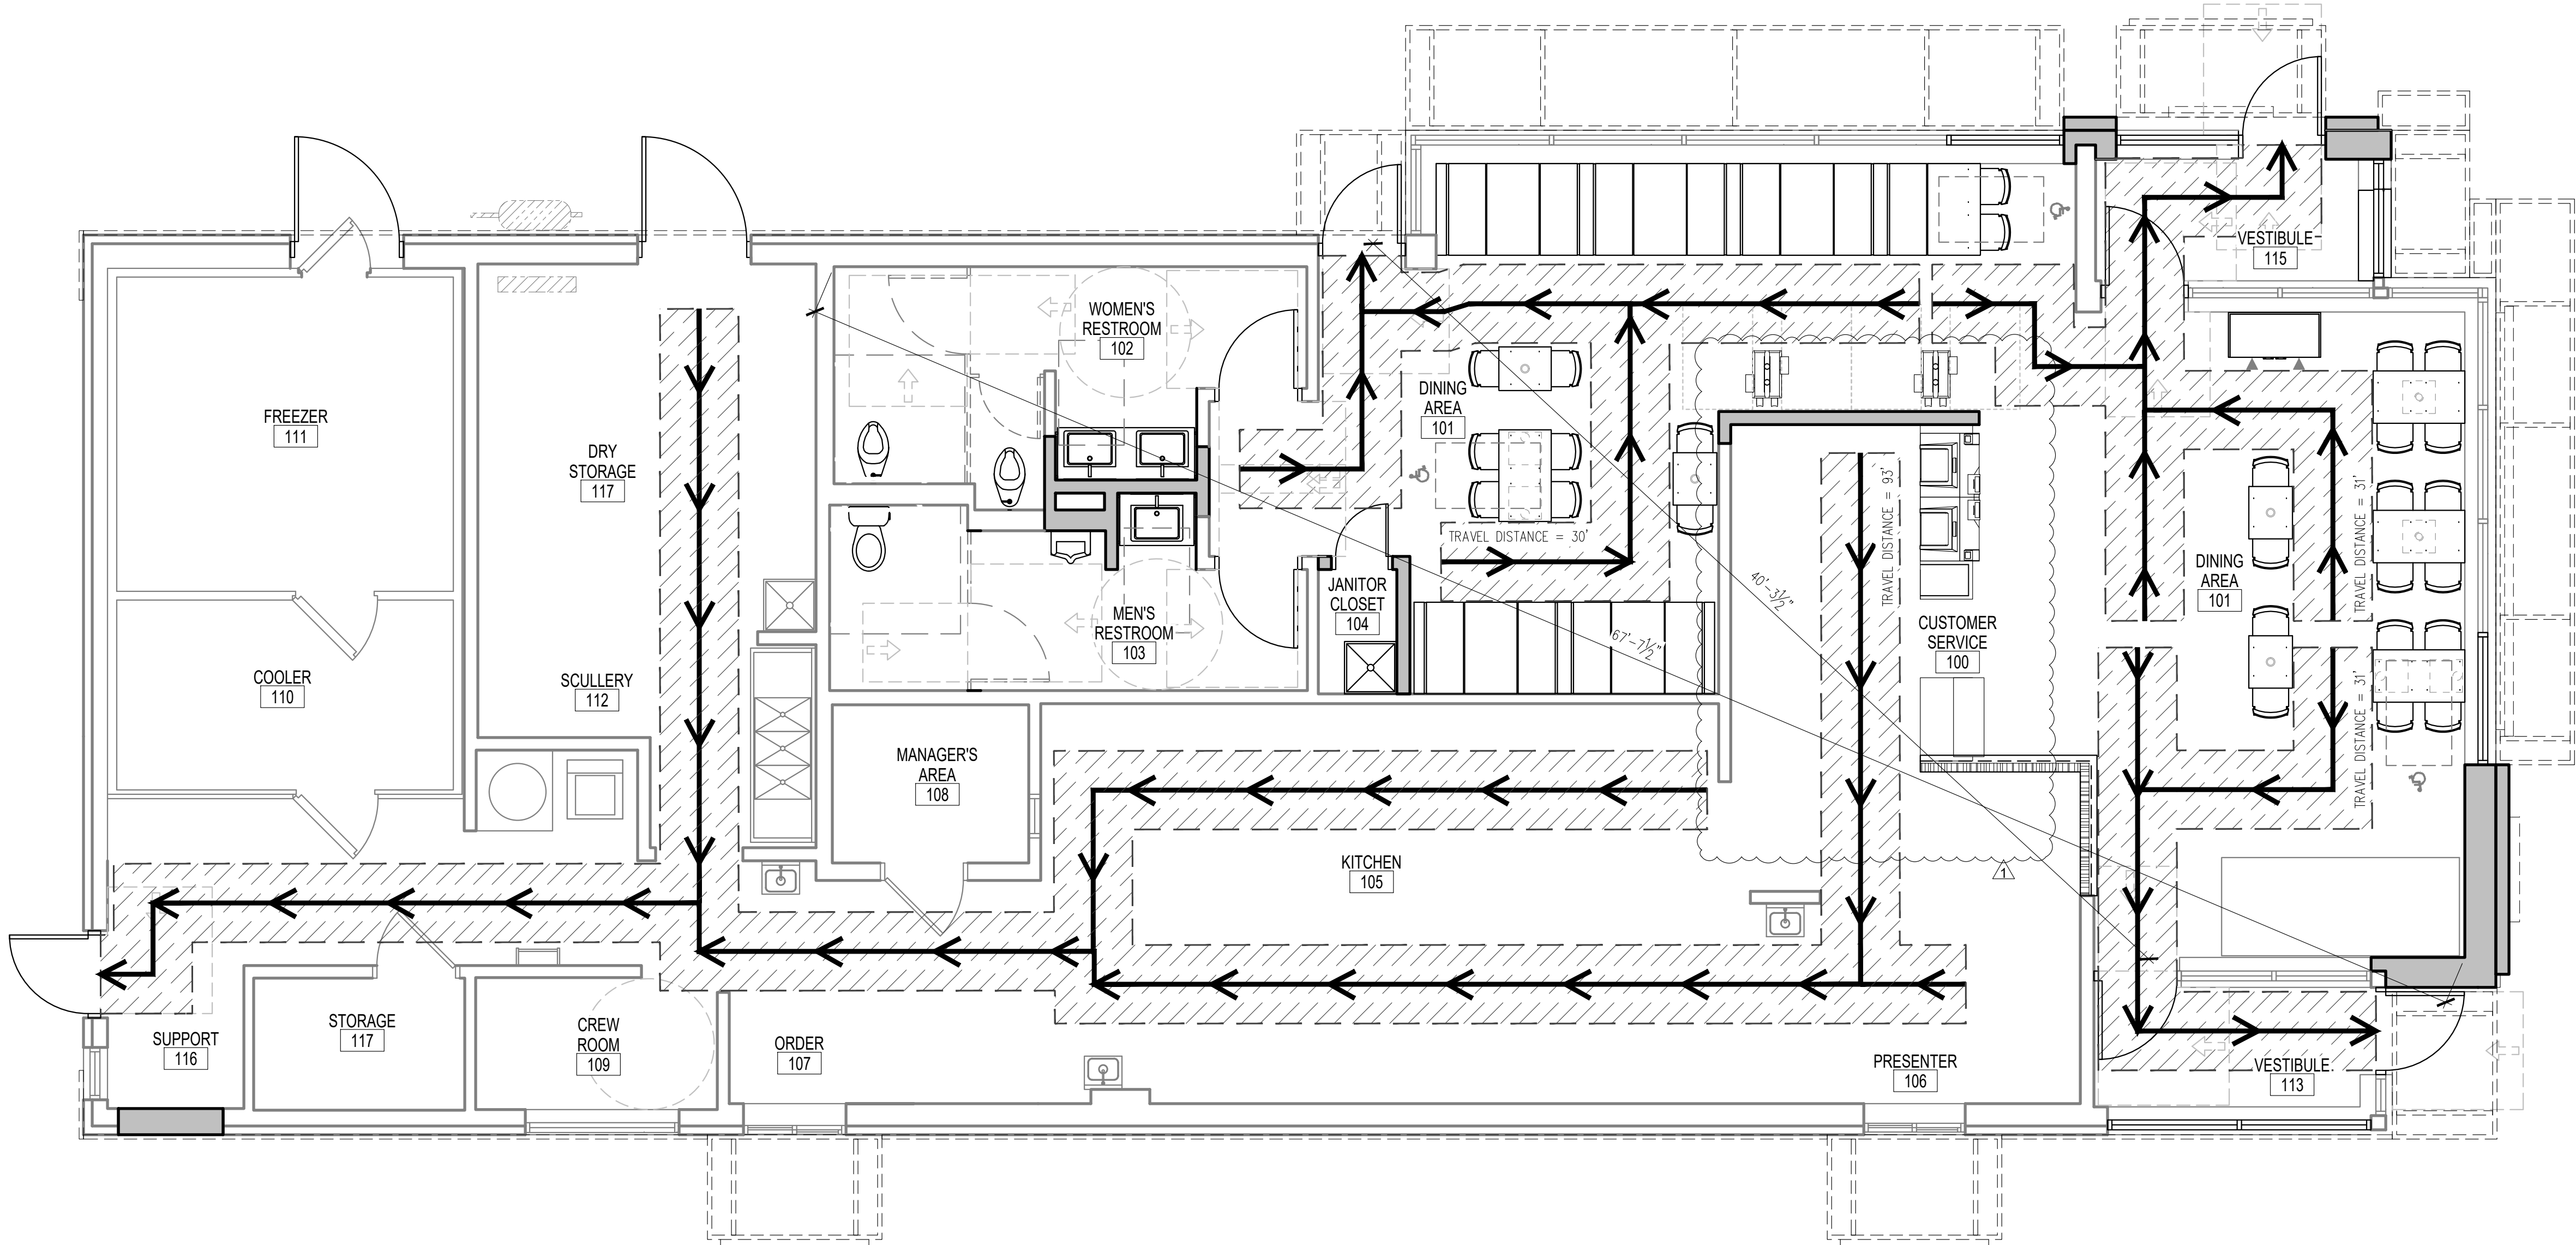 VESTIBULE
115
WOMEN'S
RESTROOM
102
FREEZER
111
DINING
AREA
101
DRY
STORAGE
117
TRAVEL DISTANCE = 30'
TRAVEL DISTANCE = 93'
TRAVEL DISTANCE = 31'
40'-3½"
DINING
AREA
101
JANITOR
CLOSET
104
MEN'S
RESTROOM
103
67'-7½"
CUSTOMER
SERVICE
100
COOLER
110
SCULLERY
112
TRAVEL DISTANCE = 31'
MANAGER'S
AREA
108
KITCHEN
105
1
STORAGE
117
SUPPORT
116
CREW
ROOM
109
ORDER
107
PRESENTER
106
VESTIBULE
113